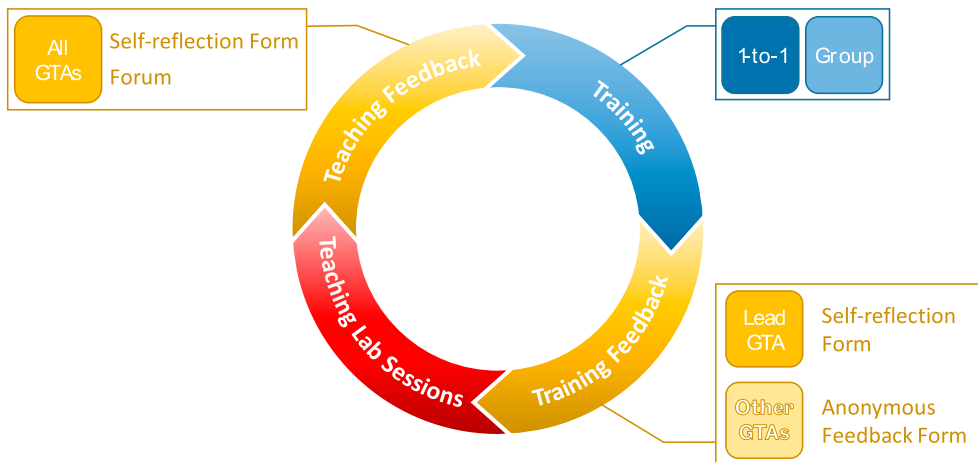 All
GTAs
Self-reflection Form
Forum
1-to-1
Group
Teaching Feedback
Training
Teaching Lab Sessions
Training Feedback
Lead
GTA
Self-reflection
Form
Other
GTAs
Anonymous
Feedback Form